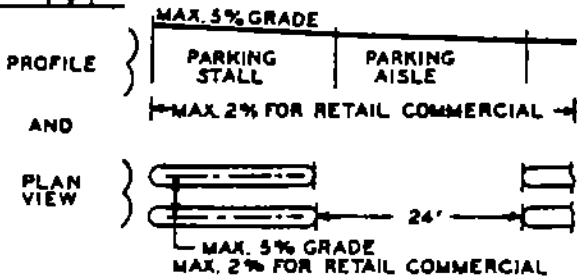 MAX. 5% GRADE
PROFILE
PARKING
STALL
PARKING
AISLE
MAX. 2% FOR RETAIL COMMERCIAL
AND
PLAN
VIEW
24'
MAX. 5% GRADE
MAX. 2% FOR RETAIL COMMERCIAL